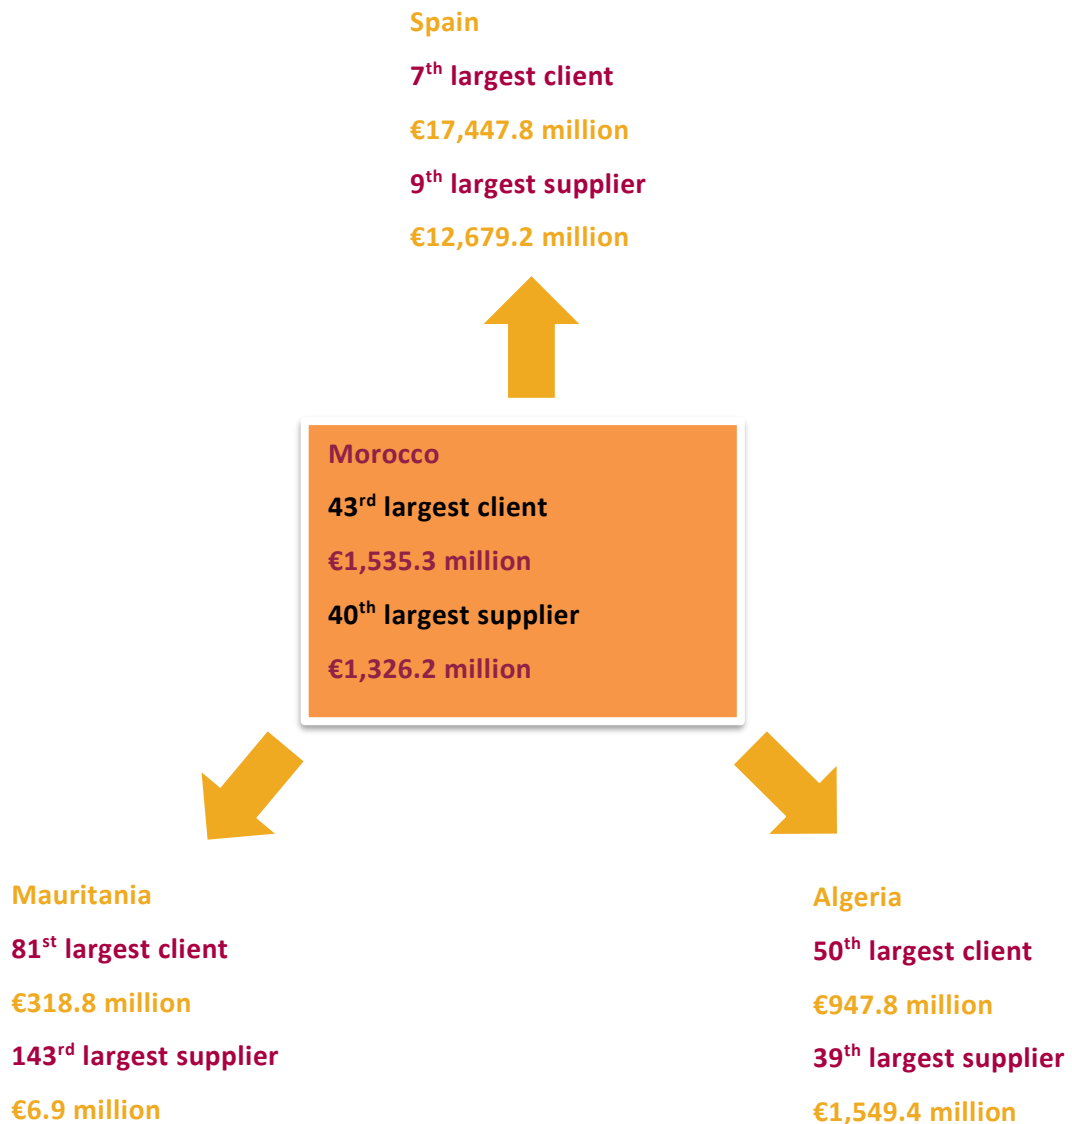 Spain
7th largest client
€17,447.8 million
9th largest supplier
€12,679.2 million
Morocco
43rd largest client
€1,535.3 million
40th largest supplier
€1,326.2 million
Mauritania
81st largest client
€318.8 million
143rd largest supplier
€6.9 million
Algeria
50th largest client
€947.8 million
39th largest supplier
€1,549.4 million